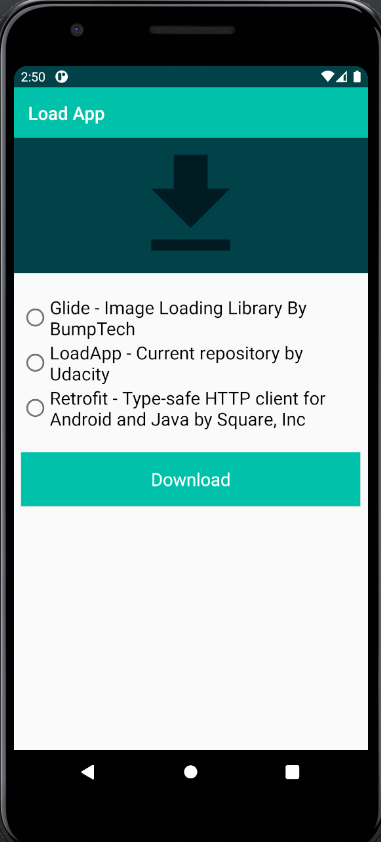 2:50
Load App
Glide - Image Loading Library By
BumpTech
LoadApp - Current repository by
Udacity
Retrofit - Type-safe HTTP client for
Android and Java by Square, Inc
Download